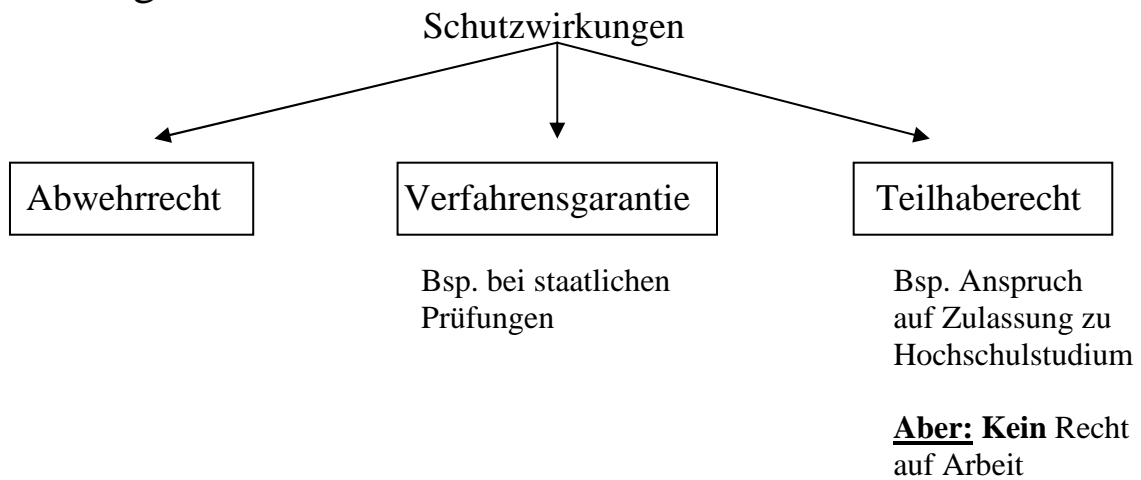 Schutzwirkungen
Abwehrrecht
Verfahrensgarantie
Teilhaberecht
Bsp. bei staatlichen
Prüfungen
Bsp. Anspruch
auf Zulassung zu
Hochschulstudium
Aber: Kein Recht
auf Arbeit